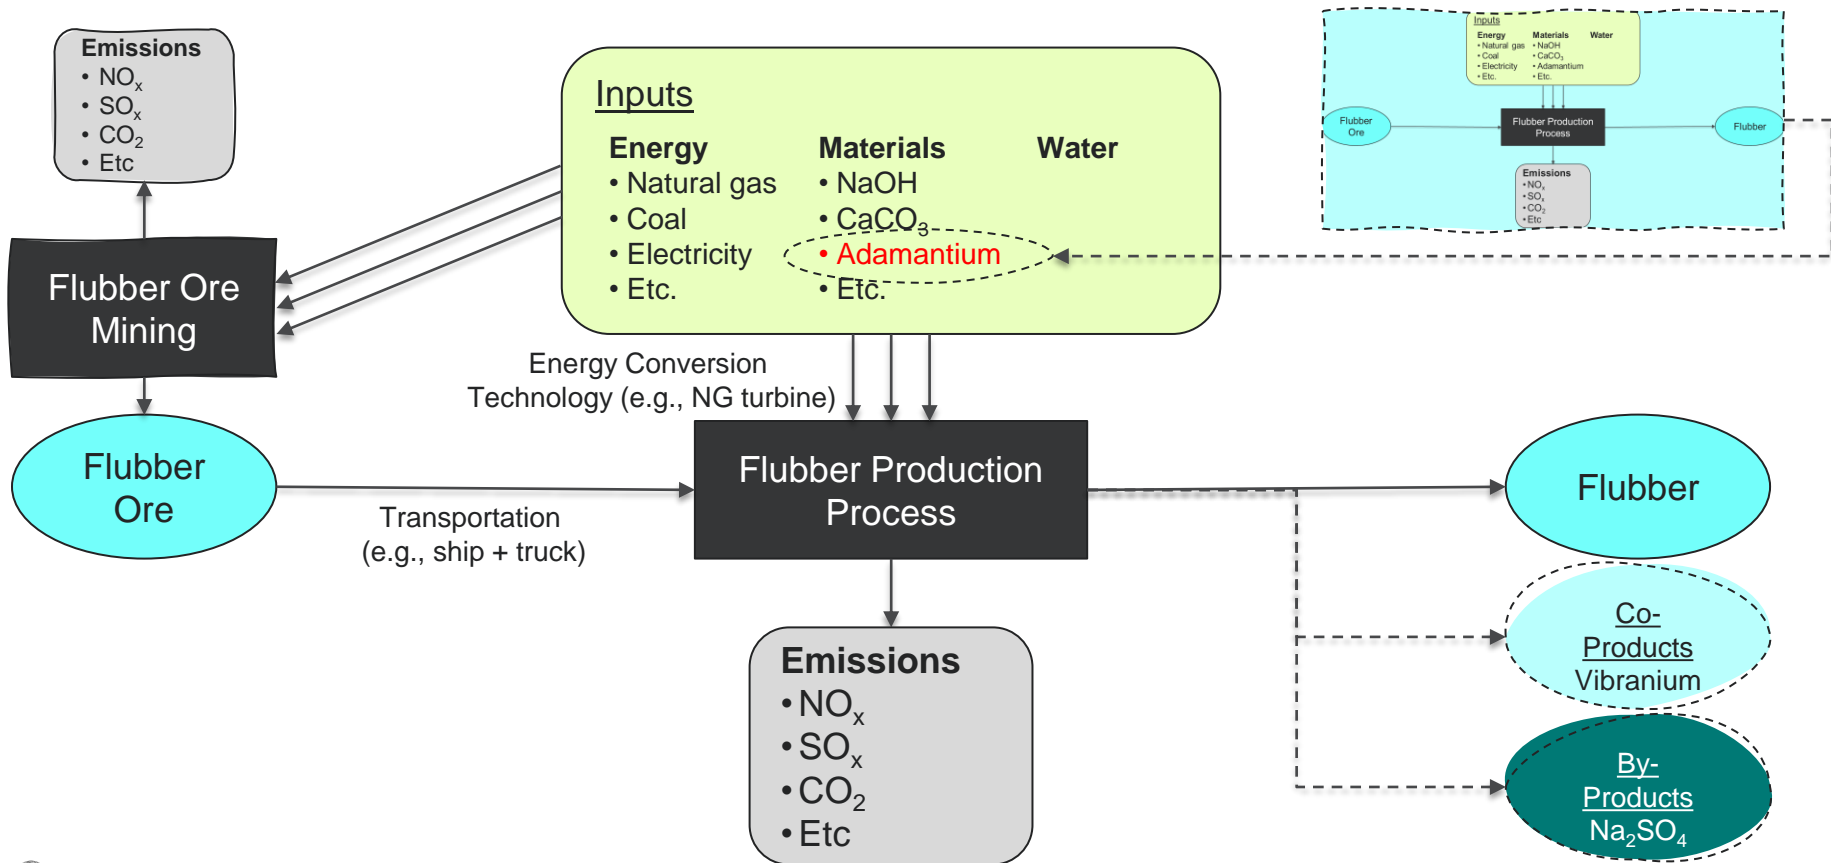 Emissions
• NOx
• SOx
• CO2
• Etc
Inputs
Energy
• Natural gas
• Coal
• Electricity
• Etc.
Materials
• NaOH
• CaCO3
• Adamantium
• Etc.
Water
Inputs
Energy
• Natural gas
• Coal
• Electricity
• Etc.
Materials
• NaOH
• CaCO3
• Adamantium
• Etc.
Water
Flubber
Ore
Flubber Production
Process
Flubber
Emissions
• NOx
• SOx
• CO2
• Etc
Flubber Ore
Mining
Energy Conversion
Technology (e.g., NG turbine)
Flubber
Ore
Transportation
(e.g., ship + truck)
Flubber Production
Process
Flubber
Co-
Products
Vibranium
By-
Products
Na2SO4
Emissions
• NOx
• SOx
• CO2
• Etc